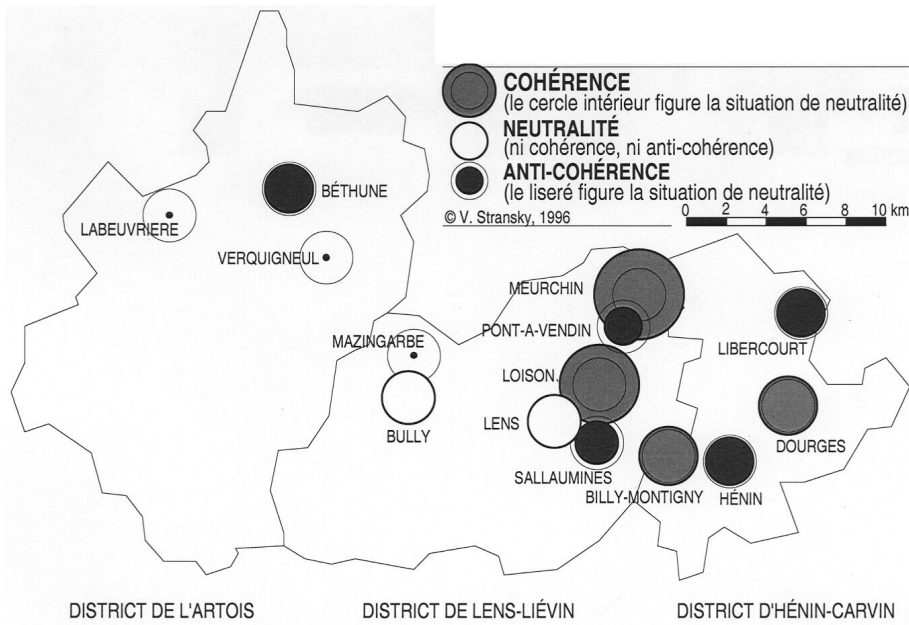 COHÉRENCE
(le cercle intérieur figure la situation de neutralité)
NEUTRALITÉ
(ni cohérence, ni anti-cohérence)
ANTI-COHÉRENCE
(le liseré figure la situation de neutralité)
© V. Stransky, 1996
0 2 4 6 8 10 km
BÉTHUNE
LABEUVRIERE
VERQUIGNEUL
MEURCHIN
PONT-A-VENDIN
LIBERCOURT
MAZINGARBE
LOISON
BULLY
LENS
DOURGES
SALLAUMINES
BILLY-MONTIGNY
HÉNIN
DISTRICT DE L'ARTOIS
DISTRICT DE LENS-LIÉVIN
DISTRICT D'HÉNIN-CARVIN